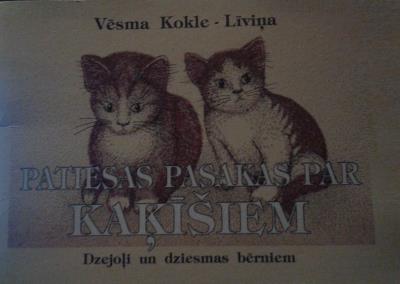 Vēsma Kokle - Līviņa
PATIESAS PASAKAS PAR
KAĶĪŠIEM
Dzejoļi un dziesmas bērniem